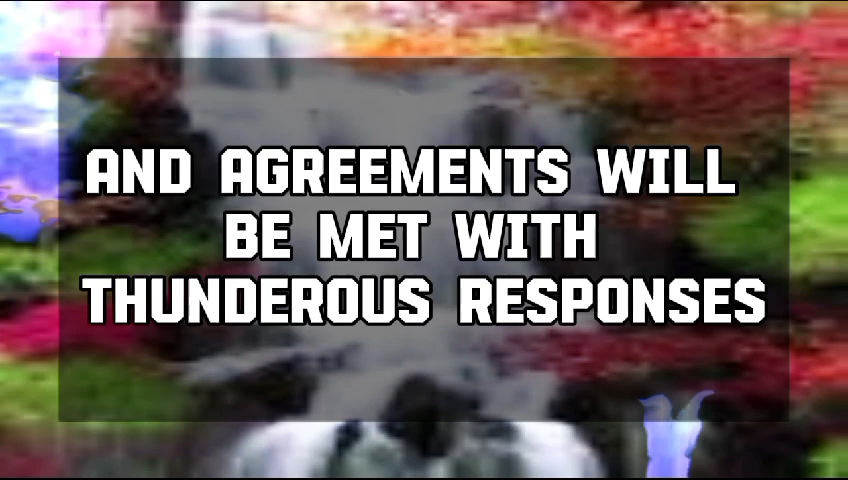 AND AGREEMENTS WILL
BE MET WITH
THUNDEROUS RESPONSES